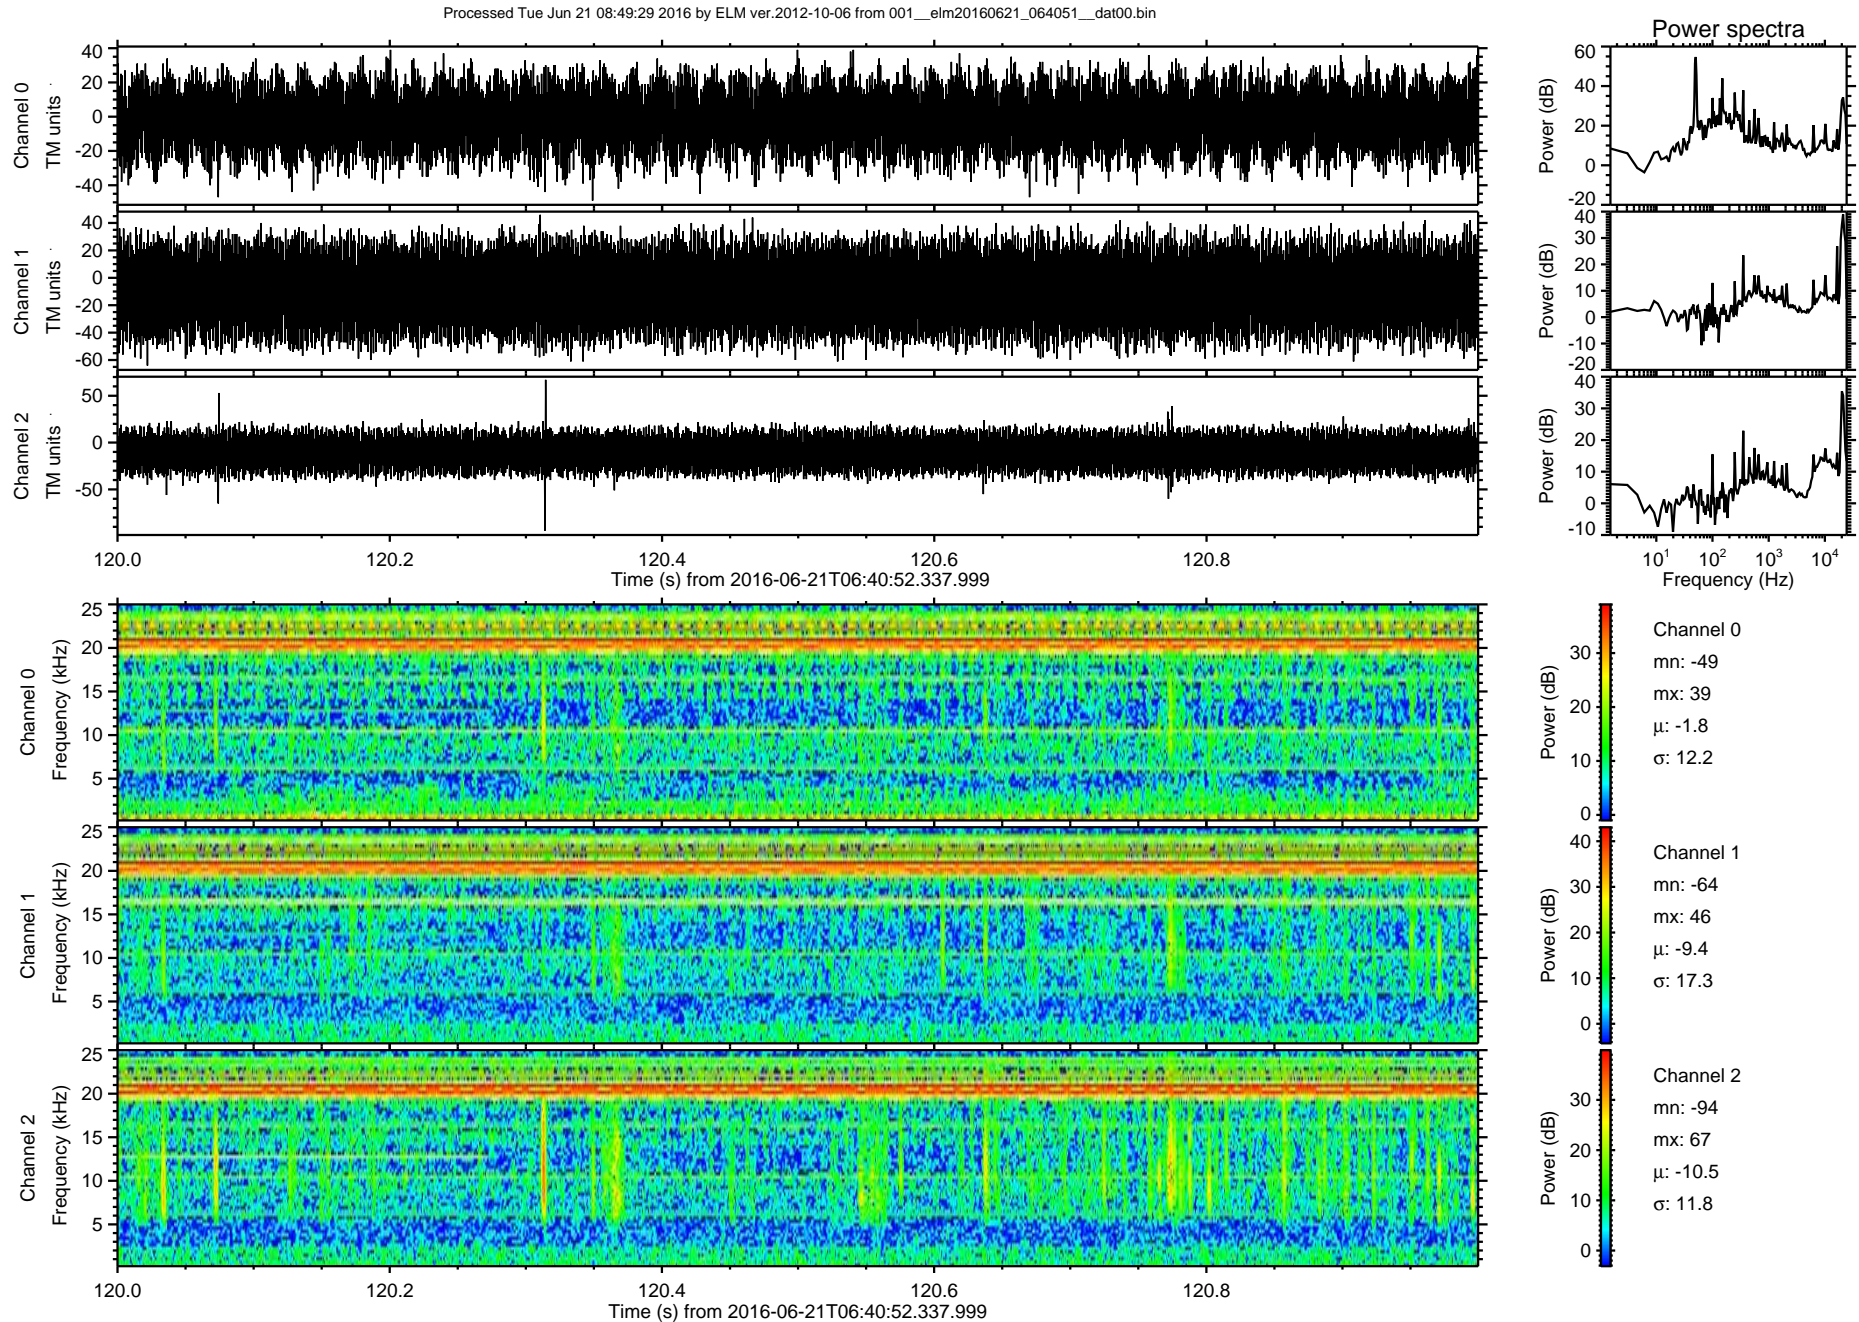 Processed Tue Jun 21 08:49:29 2016 by ELM ver.2012-10-06 from 001__elm20160621_064051__dat00.bin
Power spectra
Channel 0
TM units
40
20
0
-20
-40
Power (dB)
60
40
20
0
-20
Channel 1
TM units
40
20
0
-20
-40
-60
Power (dB)
40
30
20
10
0
-10
-20
Channel 2
TM units
50
0
-50
Power (dB)
40
30
20
10
0
-10
120.0 120.2 120.4 120.6 120.8
Time (s) from 2016-06-21T06:40:52.337.999
10¹ 10² 10³ 10⁴
Frequency (Hz)
Channel 0
Frequency (kHz)
25
20
15
10
5
Power (dB)
30
20
10
0
Channel 0
mn: -49
mx: 39
μ: -1.8
σ: 12.2
Channel 1
Frequency (kHz)
25
20
15
10
5
Power (dB)
40
30
20
10
0
Channel 1
mn: -64
mx: 46
μ: -9.4
σ: 17.3
Channel 2
Frequency (kHz)
25
20
15
10
5
Power (dB)
30
20
10
0
Channel 2
mn: -94
mx: 67
μ: -10.5
σ: 11.8
120.0 120.2 120.4 120.6 120.8
Time (s) from 2016-06-21T06:40:52.337.999